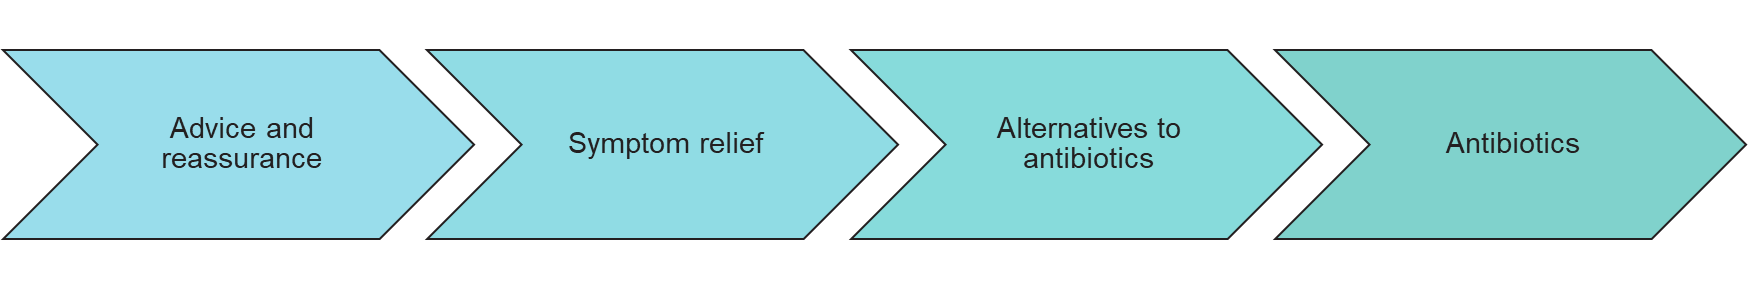 Advice and
reassurance
Symptom relief
Alternatives to
antibiotics
Antibiotics